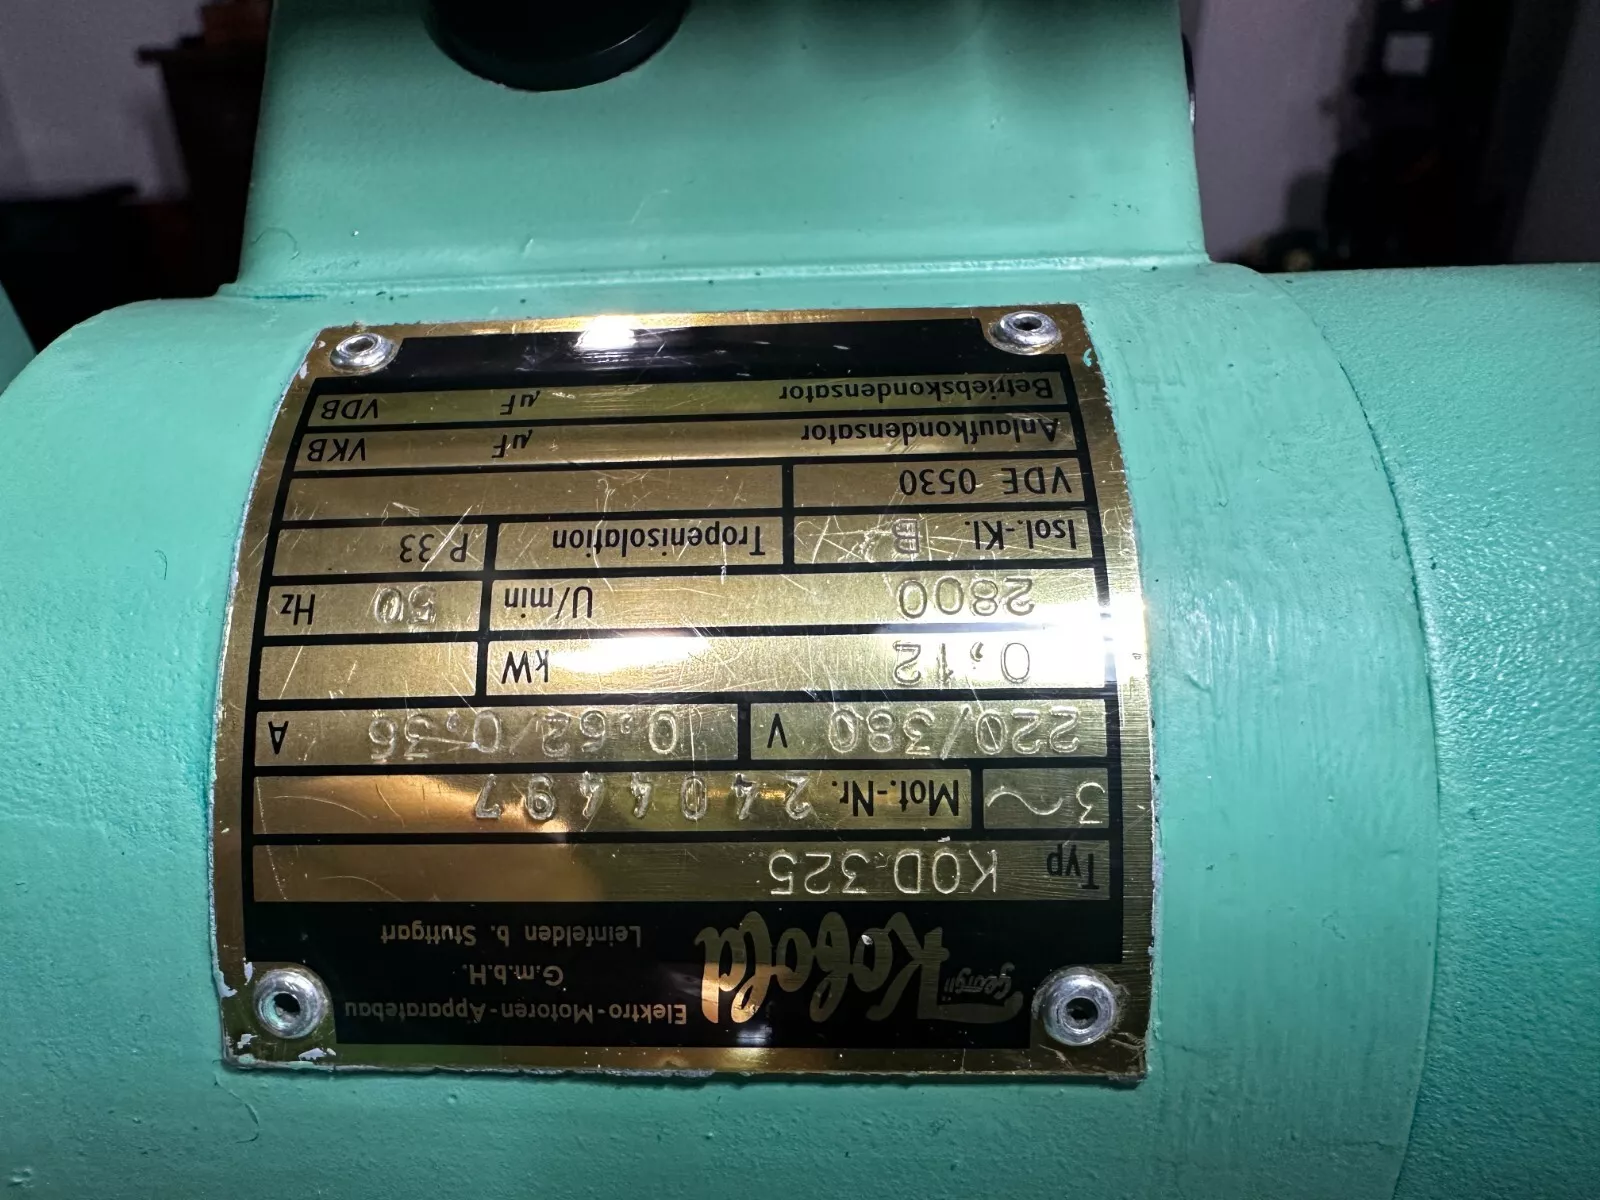 Georgii
Kobold
Elektro-Motoren-Apparatebau
G.m.b.H.
Leinfelden b. Stuttgart
Typ KOD.325
3~ Mot.-Nr. 2404497
220/380 V 0,62/0,36 A
0,12 kW
2800 U/min 50 Hz
Isol.-Kl. B Tropenisolation P 33
VDE 0530
Anlaufkondensator µF VKB
Betriebskondensator µF VDB